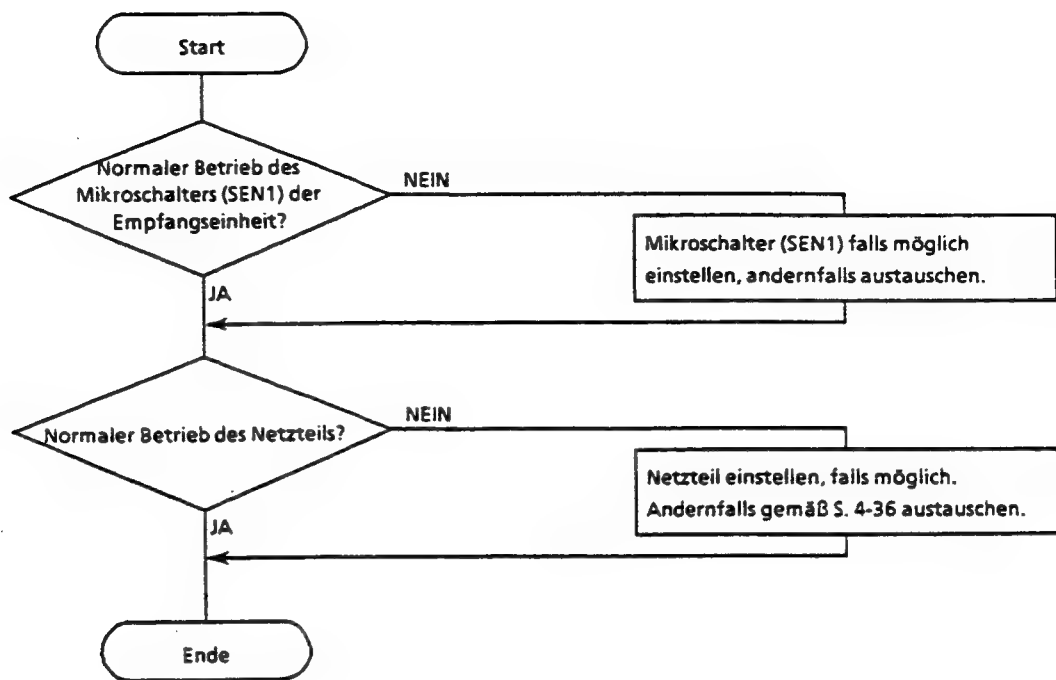 Start
Normaler Betrieb des
Mikroschalters (SEN1) der
Empfangseinheit?
NEIN
Mikroschalter (SEN1) falls möglich
einstellen, andernfalls austauschen.
JA
Normaler Betrieb des Netzteils?
NEIN
Netzteil einstellen, falls möglich.
Andernfalls gemäß S. 4-36 austauschen.
JA
Ende